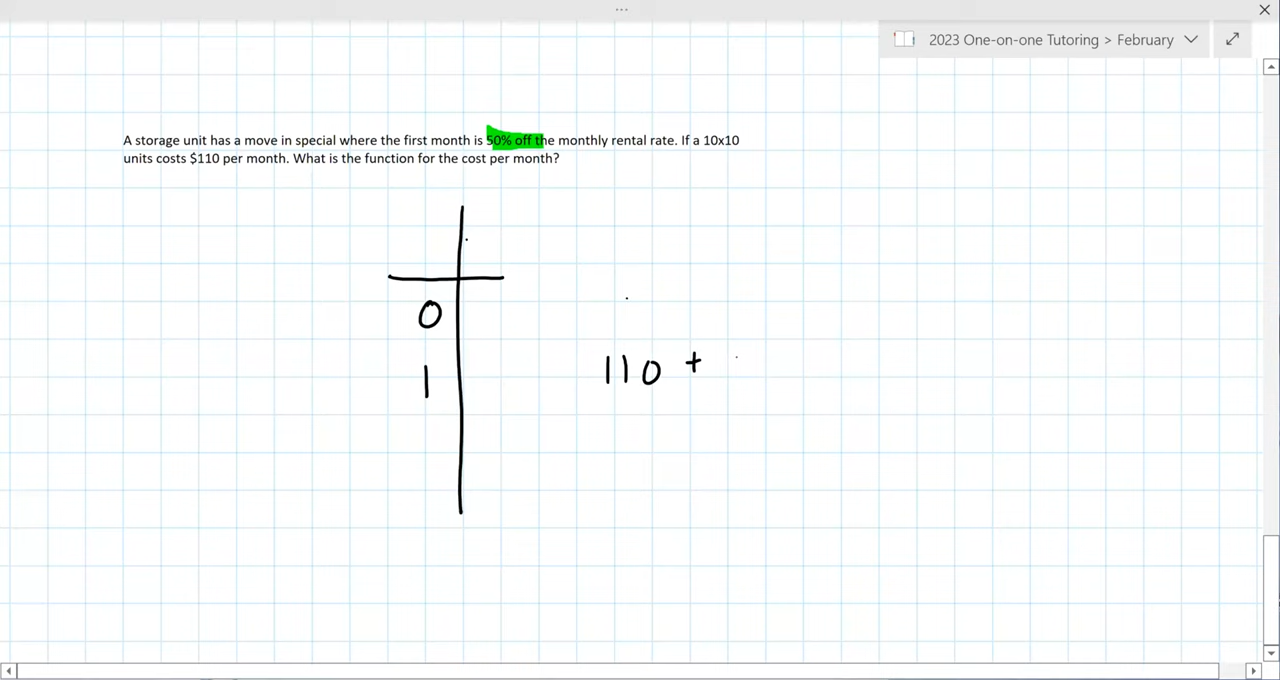 2023 One-on-one Tutoring > February
A storage unit has a move in special where the first month is 50% off the monthly rental rate. If a 10x10
units costs $110 per month. What is the function for the cost per month?
0
1
110 +